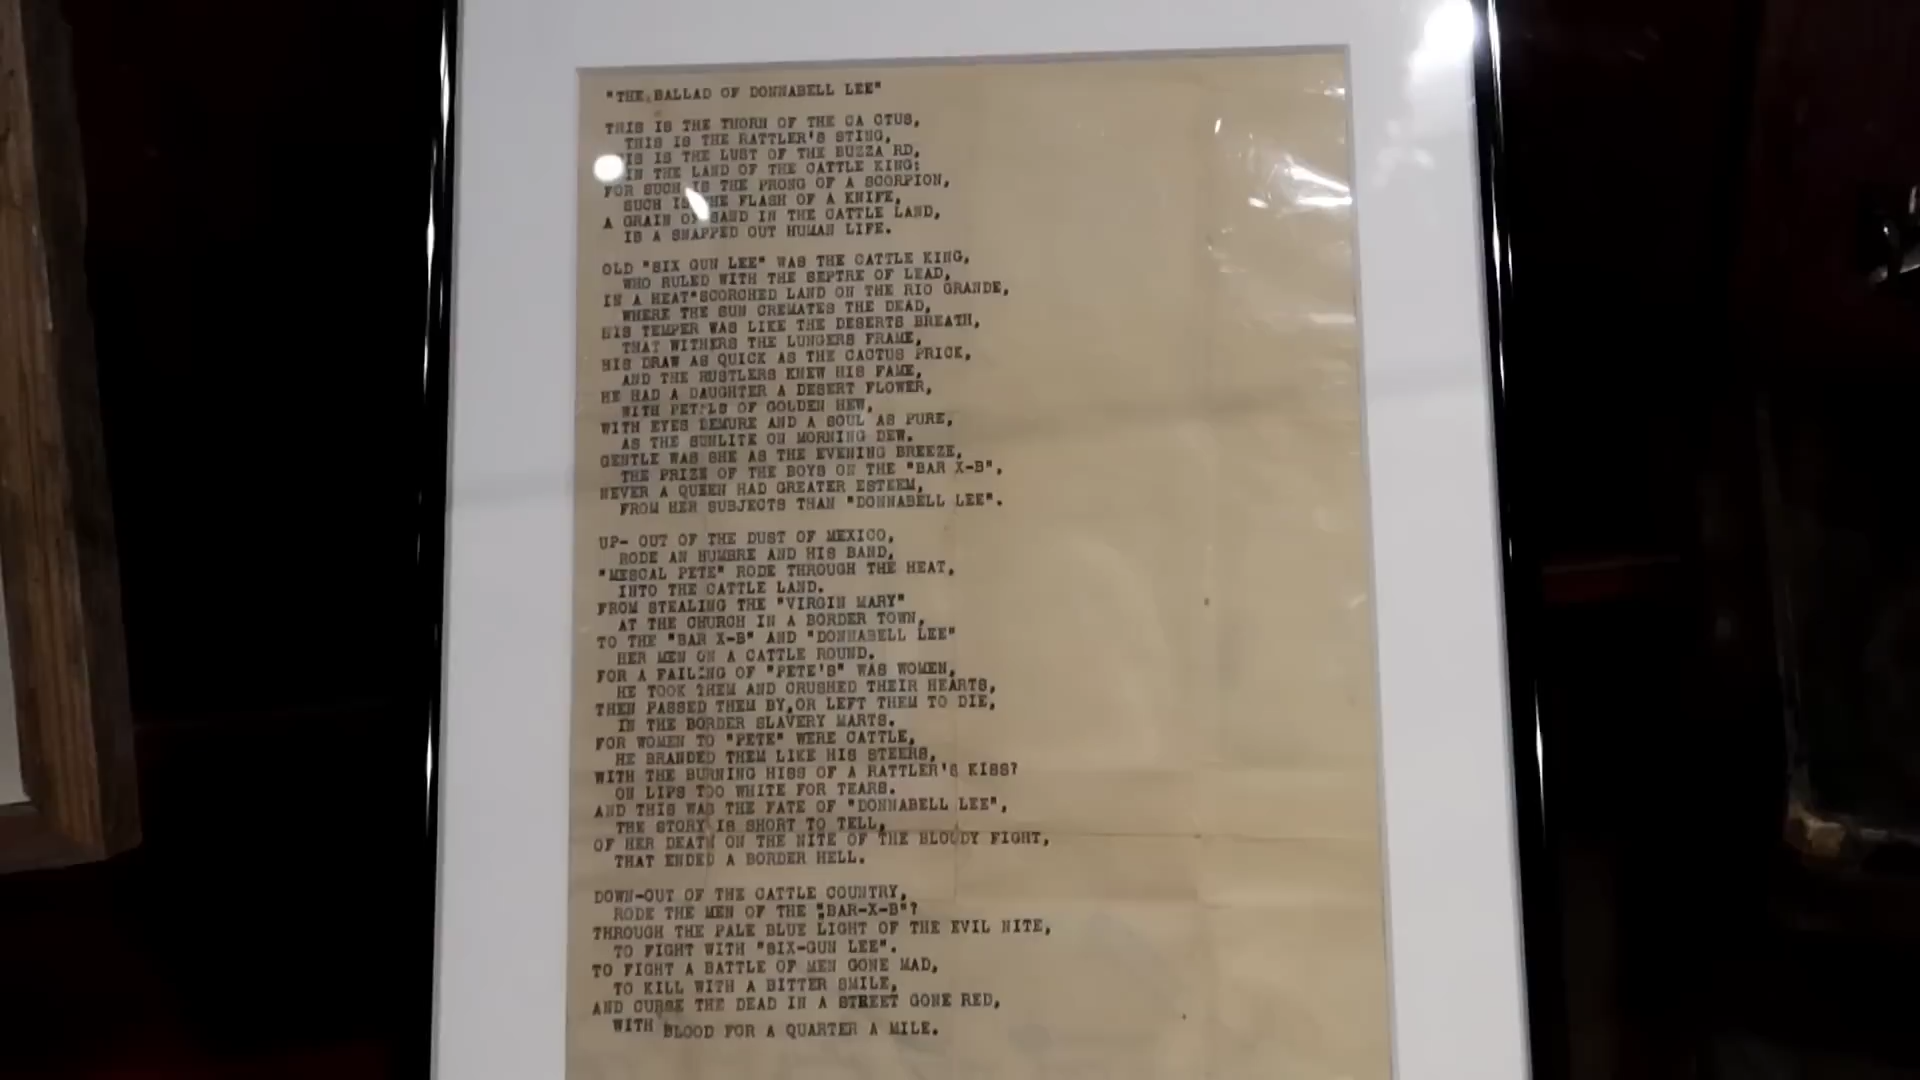 "THE BALLAD OF DONNABELL LEE"
THIS IS THE THORN OF THE CA CTUS,
THIS IS THE RATTLER'S STING,
IS IS THE LUST OF THE BUZZA RD,
IN THE LAND OF THE CATTLE KING;
FOR SUCH IS THE PRONG OF A SCORPION,
SUCH IS THE FLASH OF A KNIFE,
A GRAIN OF SAND IN THE CATTLE LAND,
IS A SNAPPED OUT HUMAN LIFE.
OLD "SIX GUN LEE" WAS THE CATTLE KING,
WHO RULED WITH THE SEPTRE OF LEAD,
IN A HEAT*SCORCHED LAND ON THE RIO GRANDE,
WHERE THE SUN CREMATES THE DEAD,
HIS TEMPER WAS LIKE THE DESERTS BREATH,
THAT WITHERS THE LUNGERS FRAME,
HIS DRAW AS QUICK AS THE CACTUS PRICK,
AND THE RUSTLERS KNEW HIS FAME,
HE HAD A DAUGHTER A DESERT FLOWER,
WITH PETALS OF GOLDEN HEW,
WITH EYES DEMURE AND A SOUL AS PURE,
AS THE SUNLITE ON MORNING DEW.
GENTLE WAS SHE AS THE EVENING BREEZE,
THE PRIZE OF THE BOYS ON THE "BAR X-B",
NEVER A QUEEN HAD GREATER ESTEEM,
FROM HER SUBJECTS THAN "DONNABELL LEE".
UP- OUT OF THE DUST OF MEXICO,
RODE AN HUMBRE AND HIS BAND,
"MESCAL PETE" RODE THROUGH THE HEAT,
INTO THE CATTLE LAND.
FROM STEALING THE "VIRGIN MARY"
AT THE CHURCH IN A BORDER TOWN,
TO THE "BAR X-B" AND "DONNABELL LEE"
HER MEN ON A CATTLE ROUND.
FOR A FAILING OF "PETE'S" WAS WOMEN,
HE TOOK THEM AND CRUSHED THEIR HEARTS,
THEN PASSED THEM BY,OR LEFT THEM TO DIE,
IN THE BORDER SLAVERY MARTS.
FOR WOMEN TO "PETE" WERE CATTLE,
HE BRANDED THEM LIKE HIS STEERS,
WITH THE BURNING HISS OF A RATTLER'S KISS?
ON LIPS TOO WHITE FOR TEARS.
AND THIS WAS THE FATE OF "DONNABELL LEE",
THE STORY IS SHORT TO TELL,
OF HER DEATH ON THE NITE OF THE BLOODY FIGHT,
THAT ENDED A BORDER HELL.
DOWN-OUT OF THE CATTLE COUNTRY,
RODE THE MEN OF THE "BAR-X-B"?
THROUGH THE PALE BLUE LIGHT OF THE EVIL NITE,
TO FIGHT WITH "SIX-GUN LEE".
TO FIGHT A BATTLE OF MEN GONE MAD,
TO KILL WITH A BITTER SMILE,
AND CURSE THE DEAD IN A STREET GONE RED,
WITH BLOOD FOR A QUARTER A MILE.